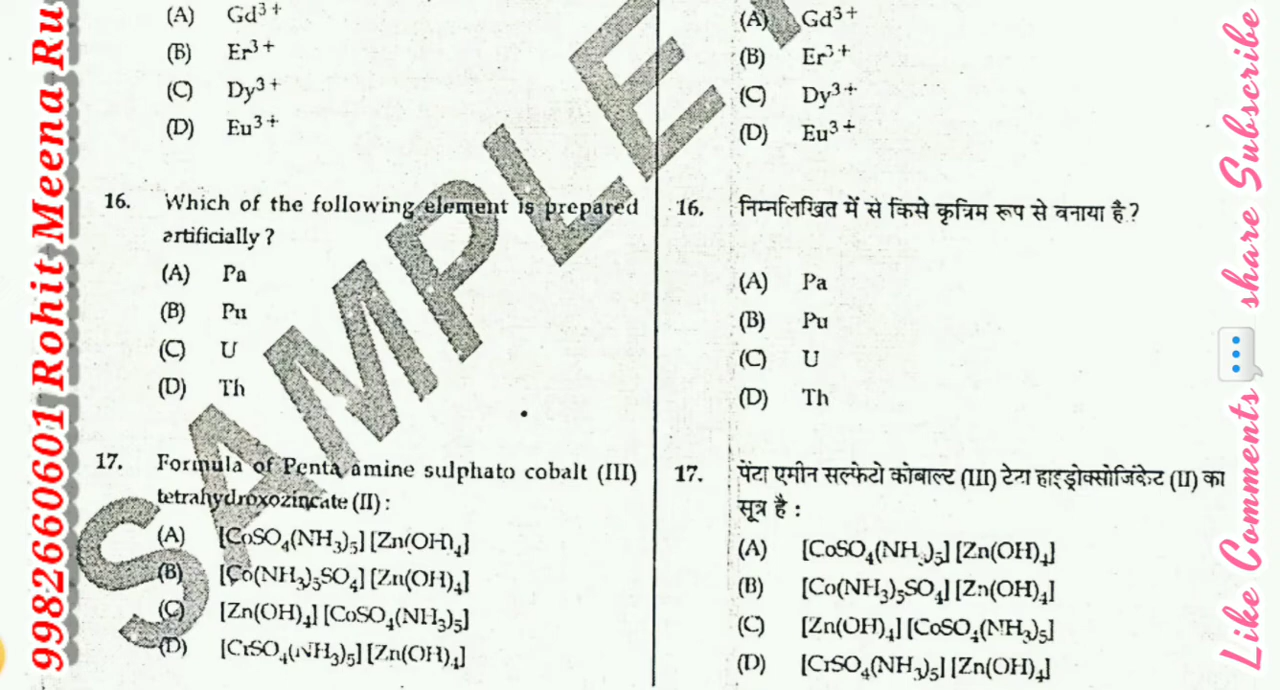 (A) Gd³⁺
(B) Er³⁺
(C) Dy³⁺
(D) Eu³⁺
16. Which of the following element is prepared
artificially ?
(A) Pa
(B) Pu
(C) U
(D) Th
17. Formula of Penta amine sulphato cobalt (III)
tetrahydroxozincate (II) :
(A) [CoSO₄(NH₃)₅] [Zn(OH)₄]
(B) [Co(NH₃)₅SO₄] [Zn(OH)₄]
(C) [Zn(OH)₄] [CoSO₄(NH₃)₅]
(D) [CrSO₄(NH₃)₅] [Zn(OH)₄]
(A) Gd³⁺
(B) Er³⁺
(C) Dy³⁺
(D) Eu³⁺
16. निम्नलिखित में से किसे कृत्रिम रूप से बनाया है ?
(A) Pa
(B) Pu
(C) U
(D) Th
17. पेंटा एमीन सल्फेटो कोबाल्ट (III) टेट्रा हाइड्रोक्सोजिंकेट (II) का
सूत्र है :
(A) [CoSO₄(NH₃)₅] [Zn(OH)₄]
(B) [Co(NH₃)₅SO₄] [Zn(OH)₄]
(C) [Zn(OH)₄] [CoSO₄(NH₃)₅]
(D) [CrSO₄(NH₃)₅] [Zn(OH)₄]
SAMPLE
9982660601 Rohit Meena Ru
Like Comments share Subscribe